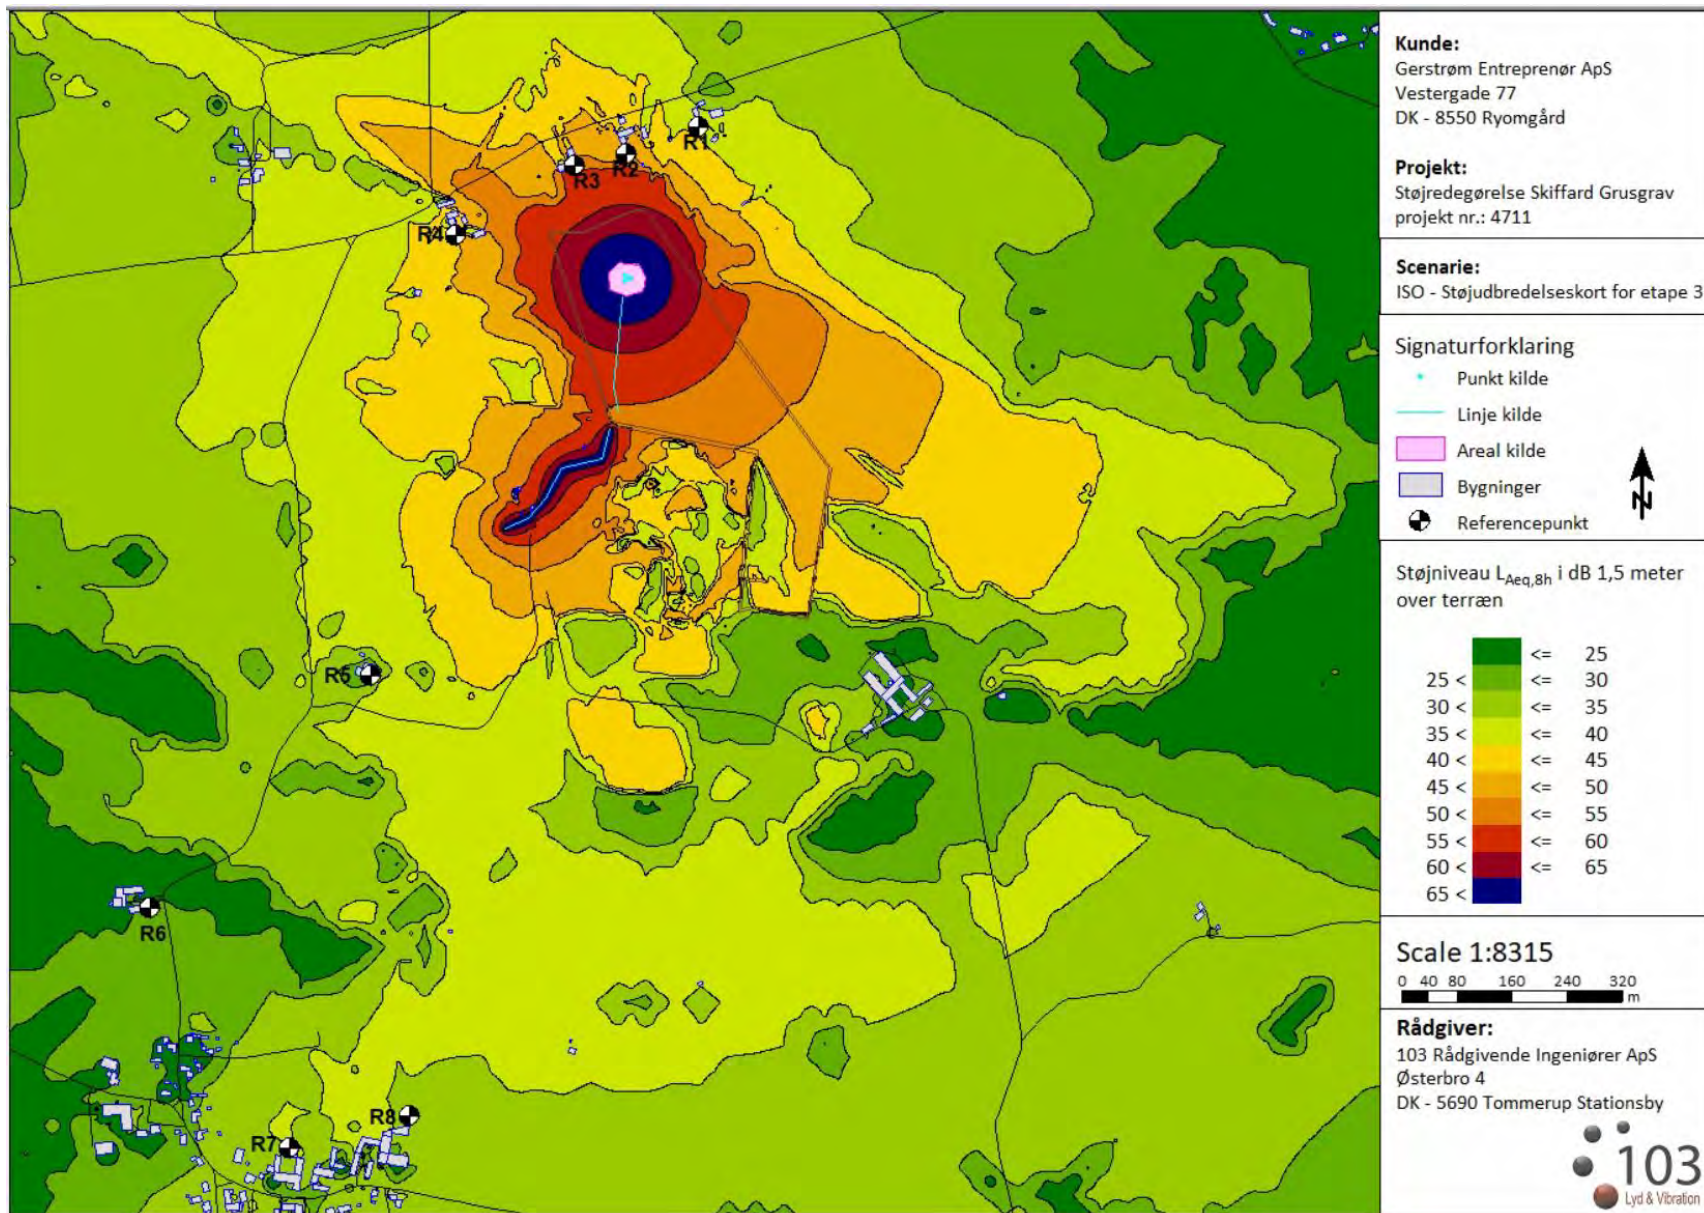 R1
R2
R3
R4
R5
R6
R7
R8
Kunde:
Gerstrøm Entreprenør ApS
Vestergade 77
DK - 8550 Ryomgård
Projekt:
Støjredegørelse Skiffard Grusgrav
projekt nr.: 4711
Scenarie:
ISO - Støjudbredelseskort for etape 3
Signaturforklaring
Punkt kilde
Linje kilde
Areal kilde
Bygninger
Referencepunkt
N
Støjniveau LAeq,8h i dB 1,5 meter
over terræn
<= 25
25 < <= 30
30 < <= 35
35 < <= 40
40 < <= 45
45 < <= 50
50 < <= 55
55 < <= 60
60 < <= 65
65 <
Scale 1:8315
0 40 80 160 240 320
m
Rådgiver:
103 Rådgivende Ingeniører ApS
Østerbro 4
DK - 5690 Tommerup Stationsby
103
Lyd & Vibration